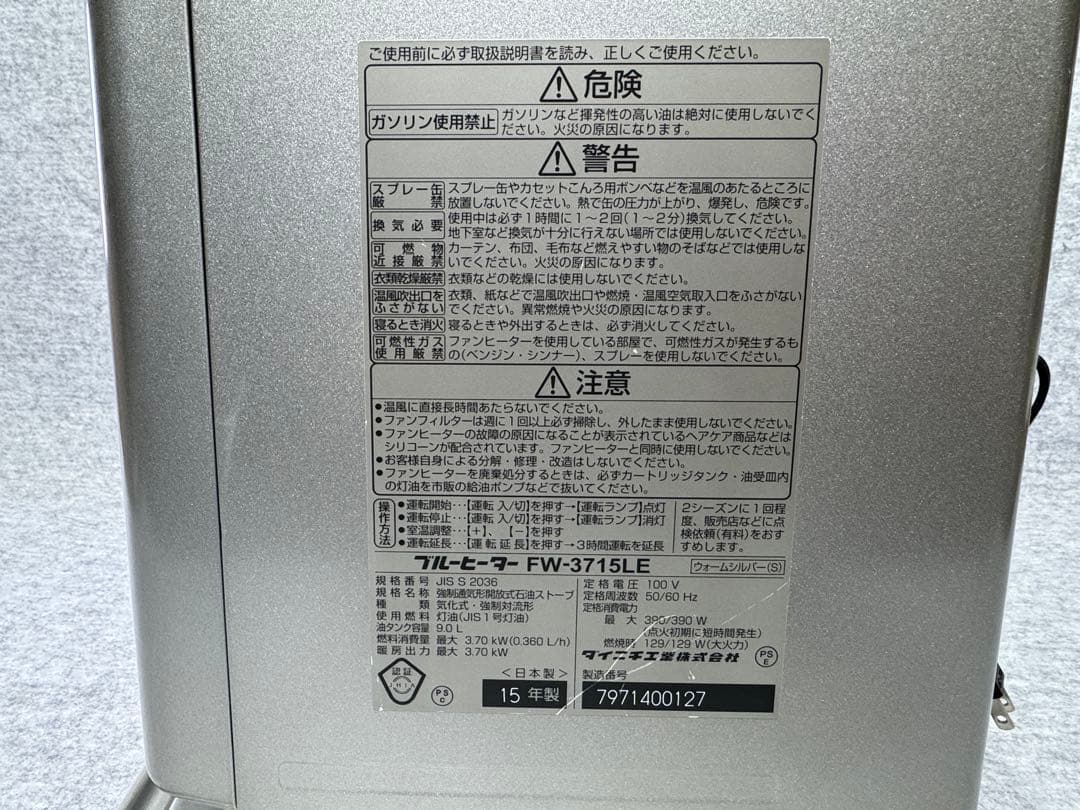 ご使用前に必ず取扱説明書を読み、正しくご使用ください。
危険
ガソリン使用禁止
ガソリンなど揮発性の高い油は絶対に使用しないでく
ださい。火災の原因になります。
警告
スプレー缶
厳禁
スプレー缶やカセットこんろ用ボンベなどを温風のあたるところに
放置しないでください。熱で缶の圧力が上がり、爆発し、危険です。
換気必要
使用中は必ず1時間に1〜2回(1〜2分)換気してください。
地下室など換気が十分に行えない場所では使用しないでください。
可燃物
近接厳禁
カーテン、布団、毛布など燃えやすい物のそばなどでは使用しな
いでください。火災の原因になります。
衣類乾燥厳禁
衣類などの乾燥には使用しないでください。
温風吹出口を
ふさがない
衣類、紙などで温風吹出口や燃焼・温風空気取入口をふさがない
でください。異常燃焼や火災の原因になります。
寝るとき消火
寝るときや外出するときは、必ず消火してください。
可燃性ガス
使用厳禁
ファンヒーターを使用している部屋で、可燃性ガスが発生するも
の(ベンジン・シンナー)、スプレーを使用しないでください。
注意
●温風に直接長時間あたらないでください。
●ファンフィルターは週に1回以上必ず掃除し、外したまま使用しないでください。
●ファンヒーターの故障の原因になることが表示されているヘアケア商品などは
シリコーンが配合されています。ファンヒーターと同時に使用しないでください。
●お客様自身による分解・修理・改造はしないでください。
●ファンヒーターを廃棄処分するときは、必ずカートリッジタンク・油受皿内
の灯油を市販の給油ポンプなどで抜いてください。
操作方法
●運転開始…【運転 入/切】を押す→【運転ランプ】点灯
●運転停止…【運転 入/切】を押す→【運転ランプ】消灯
●室温調整…【+】、【−】を押す
●運転延長…【運転延長】を押す→3時間運転を延長
2シーズンに1回程
度、販売店などに点
検依頼(有料)をおす
すめします。
ブルーヒーター FW-3715LE
ウォームシルバー(S)
規格番号 JIS S 2036
規格名称 強制通気形開放式石油ストーブ
種類 気化式・強制対流形
使用燃料 灯油(JIS1号灯油)
油タンク容量 9.0 L
燃料消費量 最大 3.70 kW(0.360 L/h)
暖房出力 最大 3.70 kW
定格電圧 100 V
定格周波数 50/60 Hz
定格消費電力
最大 390/390 W
(点火初期に短時間発生)
燃焼時 129/129 W(大火力)
ダイニチ工業株式会社
PS
E
認証
JHIA
PS
C
<日本製>
15 年製
製造番号
7971400127